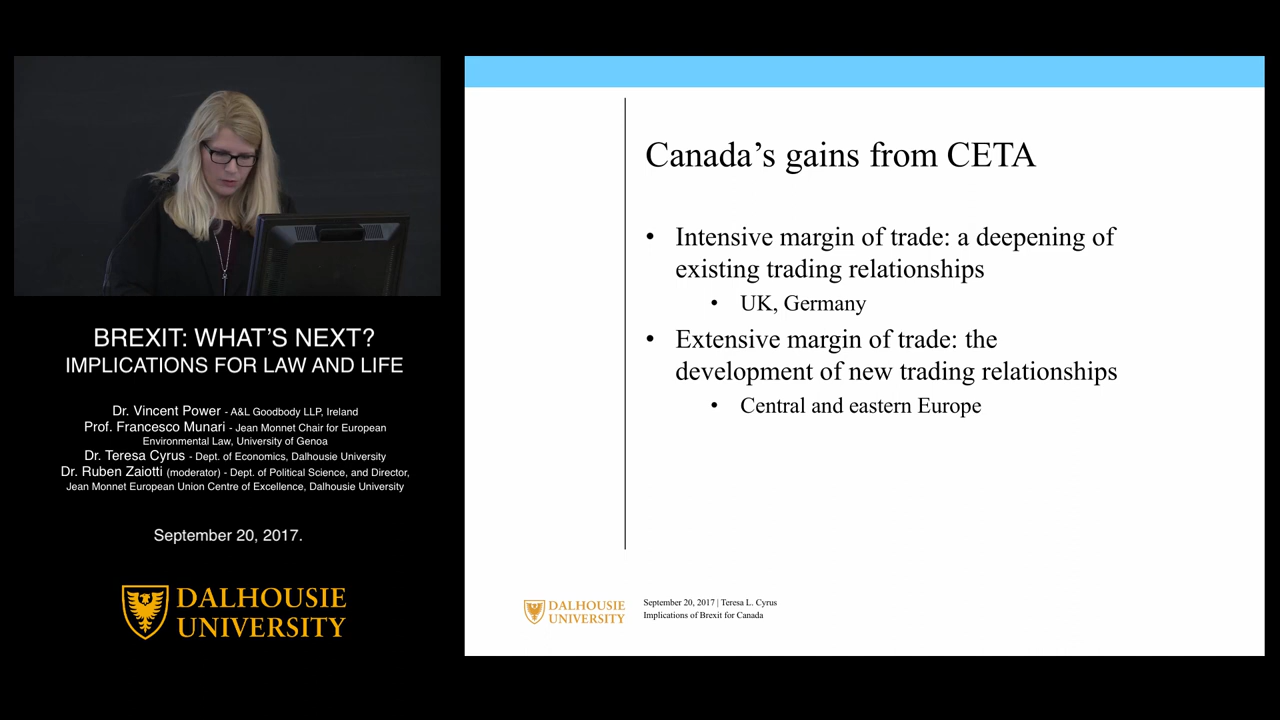 BREXIT: WHAT'S NEXT?
IMPLICATIONS FOR LAW AND LIFE
Dr. Vincent Power - A&L Goodbody LLP, Ireland
Prof. Francesco Munari - Jean Monnet Chair for European
Environmental Law, University of Genoa
Dr. Teresa Cyrus - Dept. of Economics, Dalhousie University
Dr. Ruben Zaiotti (moderator) - Dept. of Political Science, and Director,
Jean Monnet European Union Centre of Excellence, Dalhousie University
September 20, 2017.
DALHOUSIE
UNIVERSITY
Canada's gains from CETA
• Intensive margin of trade: a deepening of
existing trading relationships
• UK, Germany
• Extensive margin of trade: the
development of new trading relationships
• Central and eastern Europe
DALHOUSIE
UNIVERSITY
September 20, 2017 | Teresa L. Cyrus
Implications of Brexit for Canada